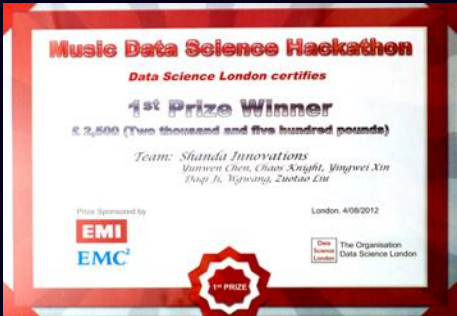 Music Data Science Hackathon
Data Science London certifies
1st Prize Winner
£ 2,500 (Two thousand and five hundred pounds)
Team: Shanda Innovations
Yunwen Chen, Chaos Knight, Yingwei Xin
Daqi Ji, Wgwang, Zuotao Liu
Prize Sponsored by
EMI
EMC²
London, 4/08/2012
Data
Science
London
The Organisation
Data Science London
1st PRIZE